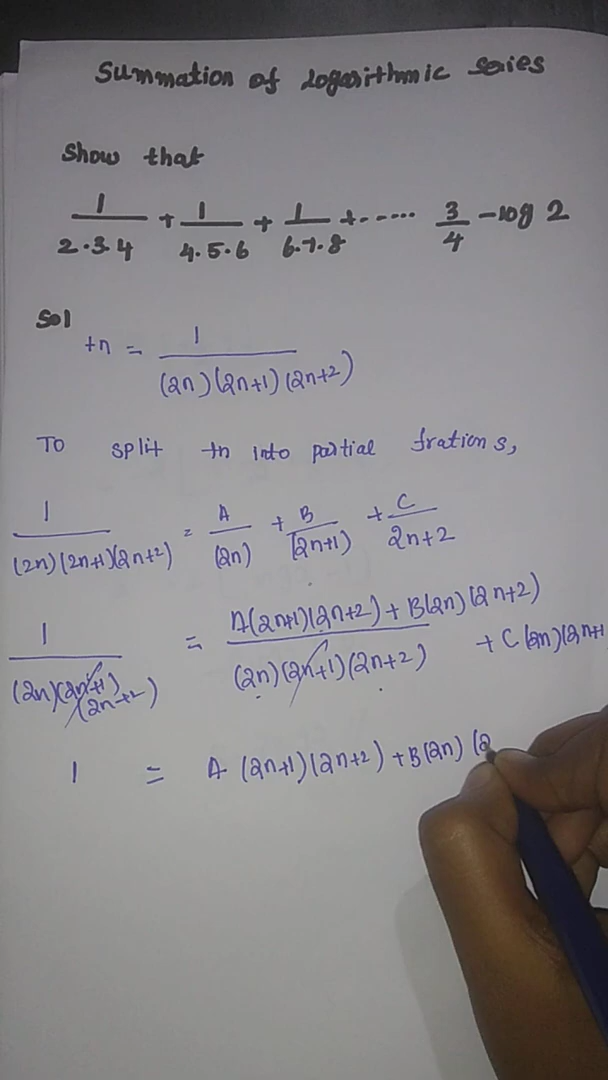 Summation of Logarithmic Series
Show that
1/2·3·4 + 1/4·5·6 + 1/6·7·8 + ------ 3/4 - log 2
Sol
tn = 1/(2n)(2n+1)(2n+2)
To split tn into partial frations,
1/(2n)(2n+1)(2n+2) = A/(2n) + B/(2n+1) + C/2n+2
1/(2n)(2n+1)(2n+2) = A(2n+1)(2n+2) + B(2n)(2n+2) + C(2n)(2n+1/(2n)(2n+1)(2n+2)
1 = A (2n+1)(2n+2) + B(2n) (2